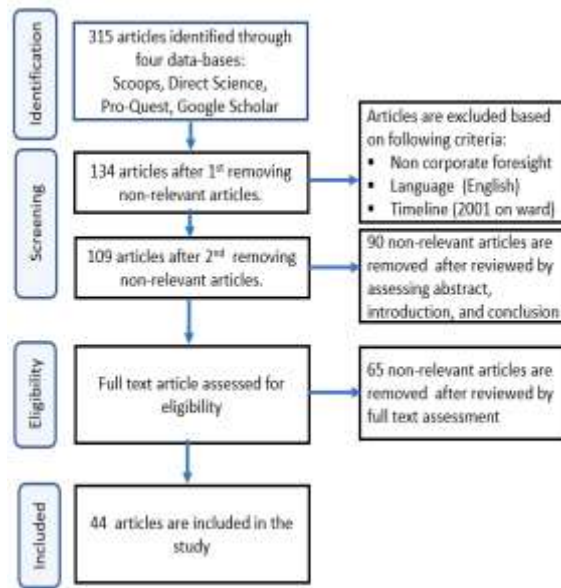 Identification
315 articles identified through
four data-bases:
Scoops, Direct Science,
Pro-Quest, Google Scholar
Screening
134 articles after 1st removing
non-relevant articles.
Articles are excluded based
on following criteria:
▪ Non corporate foresight
▪ Language (English)
▪ Timeline (2001 on ward)
109 articles after 2nd removing
non-relevant articles.
90 non-relevant articles are
removed after reviewed by
assessing abstract,
introduction, and conclusion
Eligibility
Full text article assessed for
eligibility
65 non-relevant articles are
removed after reviewed by
full text assessment
Included
44 articles are included in the
study